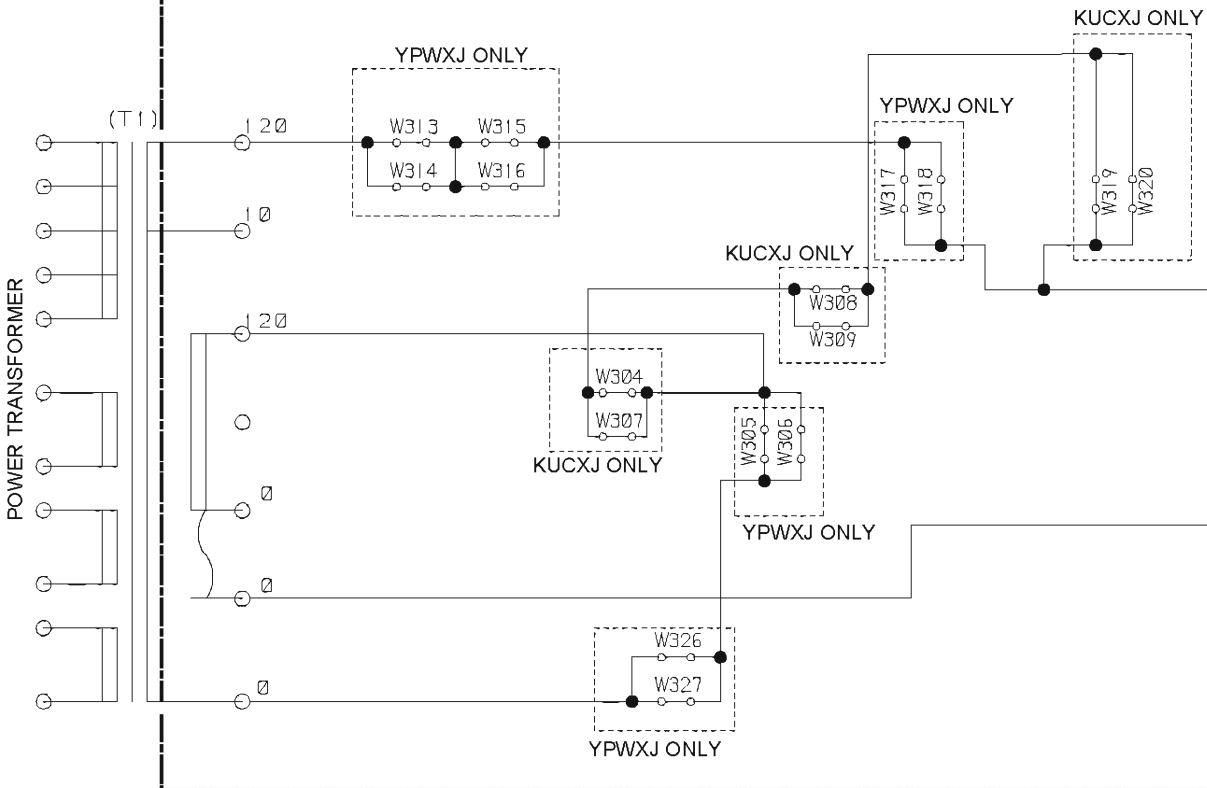 KUCXJ ONLY
YPWXJ ONLY
YPWXJ ONLY
(T1)
120
W313
W315
W314
W316
W317
W318
W319
W320
10
KUCXJ ONLY
W308
W309
POWER TRANSFORMER
120
W304
W307
KUCXJ ONLY
W305
W306
0
YPWXJ ONLY
0
W326
W327
0
YPWXJ ONLY